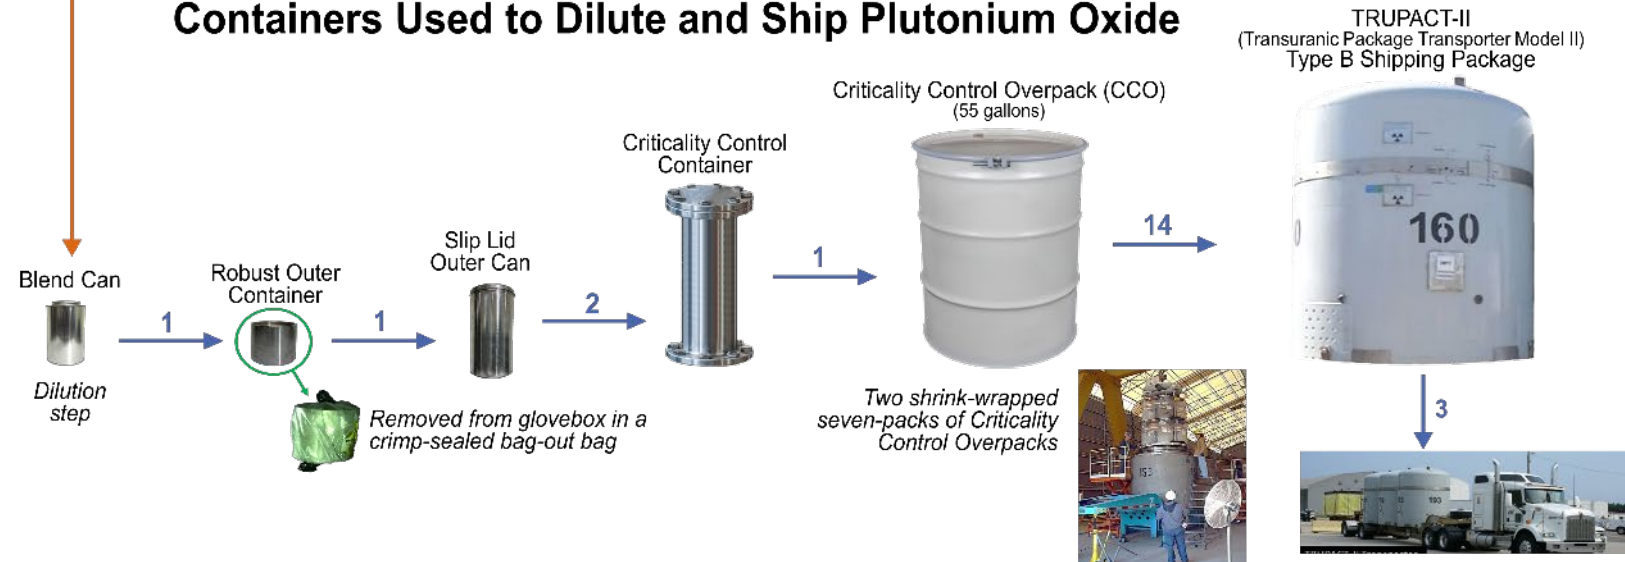 Containers Used to Dilute and Ship Plutonium Oxide
TRUPACT-II
(Transuranic Package Transporter Model II)
Type B Shipping Package
Criticality Control Overpack (CCO)
(55 gallons)
Criticality Control
Container
Slip Lid
Outer Can
Robust Outer
Container
Blend Can
1
1
2
1
14
160
3
Dilution
step
Removed from glovebox in a
crimp-sealed bag-out bag
Two shrink-wrapped
seven-packs of Criticality
Control Overpacks
153
193